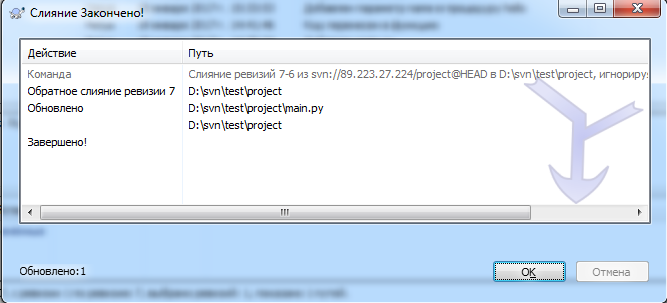 Слияние Закончено!
Действие Путь
Команда Слияние ревизий 7-6 из svn://89.223.27.224/project@HEAD в D:\svn\test\project, игнорируя
Обратное слияние ревизии 7 D:\svn\test\project
Обновлено D:\svn\test\project\main.py
D:\svn\test\project
Завершено!
Обновлено:1
OK Отмена